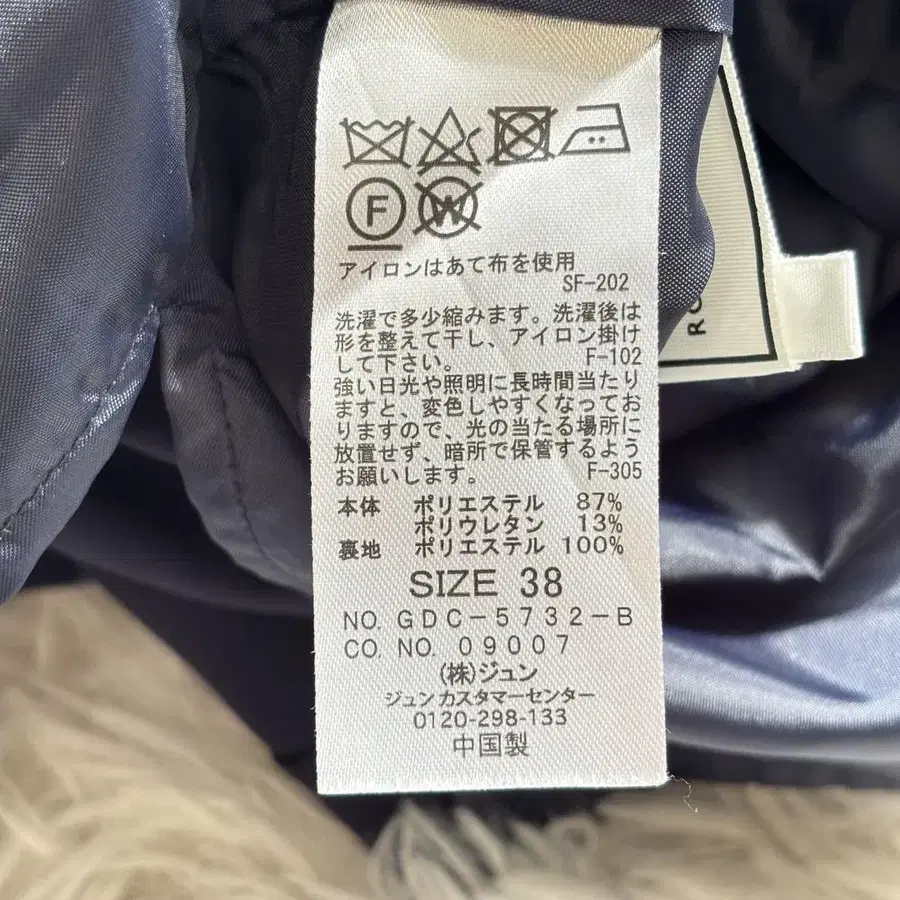 F W
アイロンはあて布を使用
SF-202
洗濯で多少縮みます。洗濯後は
形を整えて干し、アイロン掛け
して下さい。 F-102
強い日光や照明に長時間当たり
ますと、変色しやすくなってお
りますので、光の当たる場所に
放置せず、暗所で保管するよう
お願いします。 F-305
本体 ポリエステル 87%
ポリウレタン 13%
裏地 ポリエステル 100%
SIZE 38
NO. GDC-5732-B
CO. NO. 09007
(株)ジュン
ジュンカスタマーセンター
0120-298-133
中国製